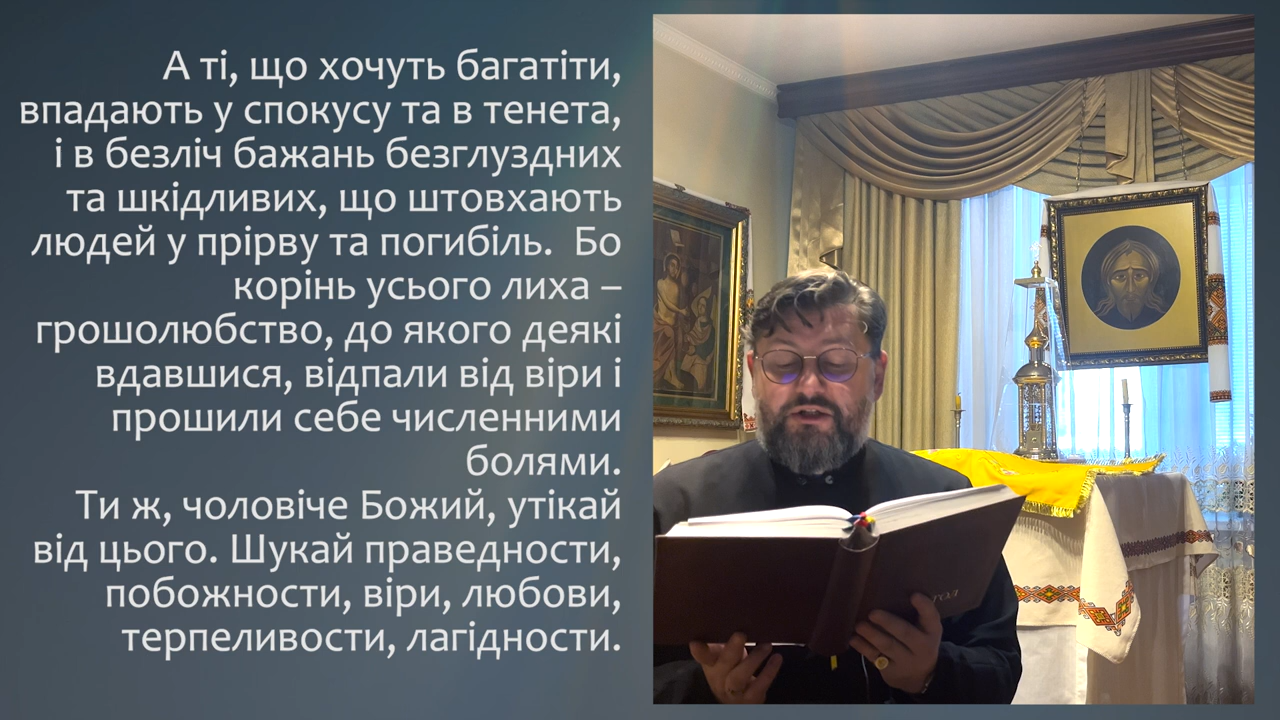 А ті, що хочуть багатіти,
впадають у спокусу та в тенета,
і в безліч бажань безглуздних
та шкідливих, що штовхають
людей у прірву та погибіль. Бо
корінь усього лиха –
грошолюбство, до якого деякі
вдавшися, відпали від віри і
прошили себе численними
болями.
Ти ж, чоловіче Божий, утікай
від цього. Шукай праведности,
побожности, віри, любови,
терпеливости, лагідности.